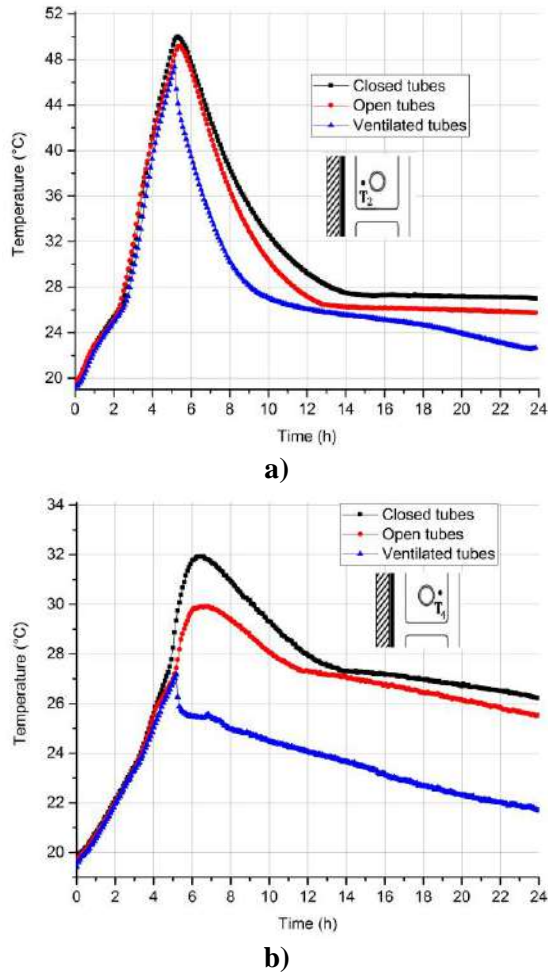 52
48
44
40
36
32
28
24
20
Temperature (°C)
Closed tubes
Open tubes
Ventilated tubes
T2
0 2 4 6 8 10 12 14 16 18 20 22 24
Time (h)
a)
34
32
30
28
26
24
22
20
Temperature (°C)
Closed tubes
Open tubes
Ventilated tubes
0 2 4 6 8 10 12 14 16 18 20 22 24
Time (h)
b)